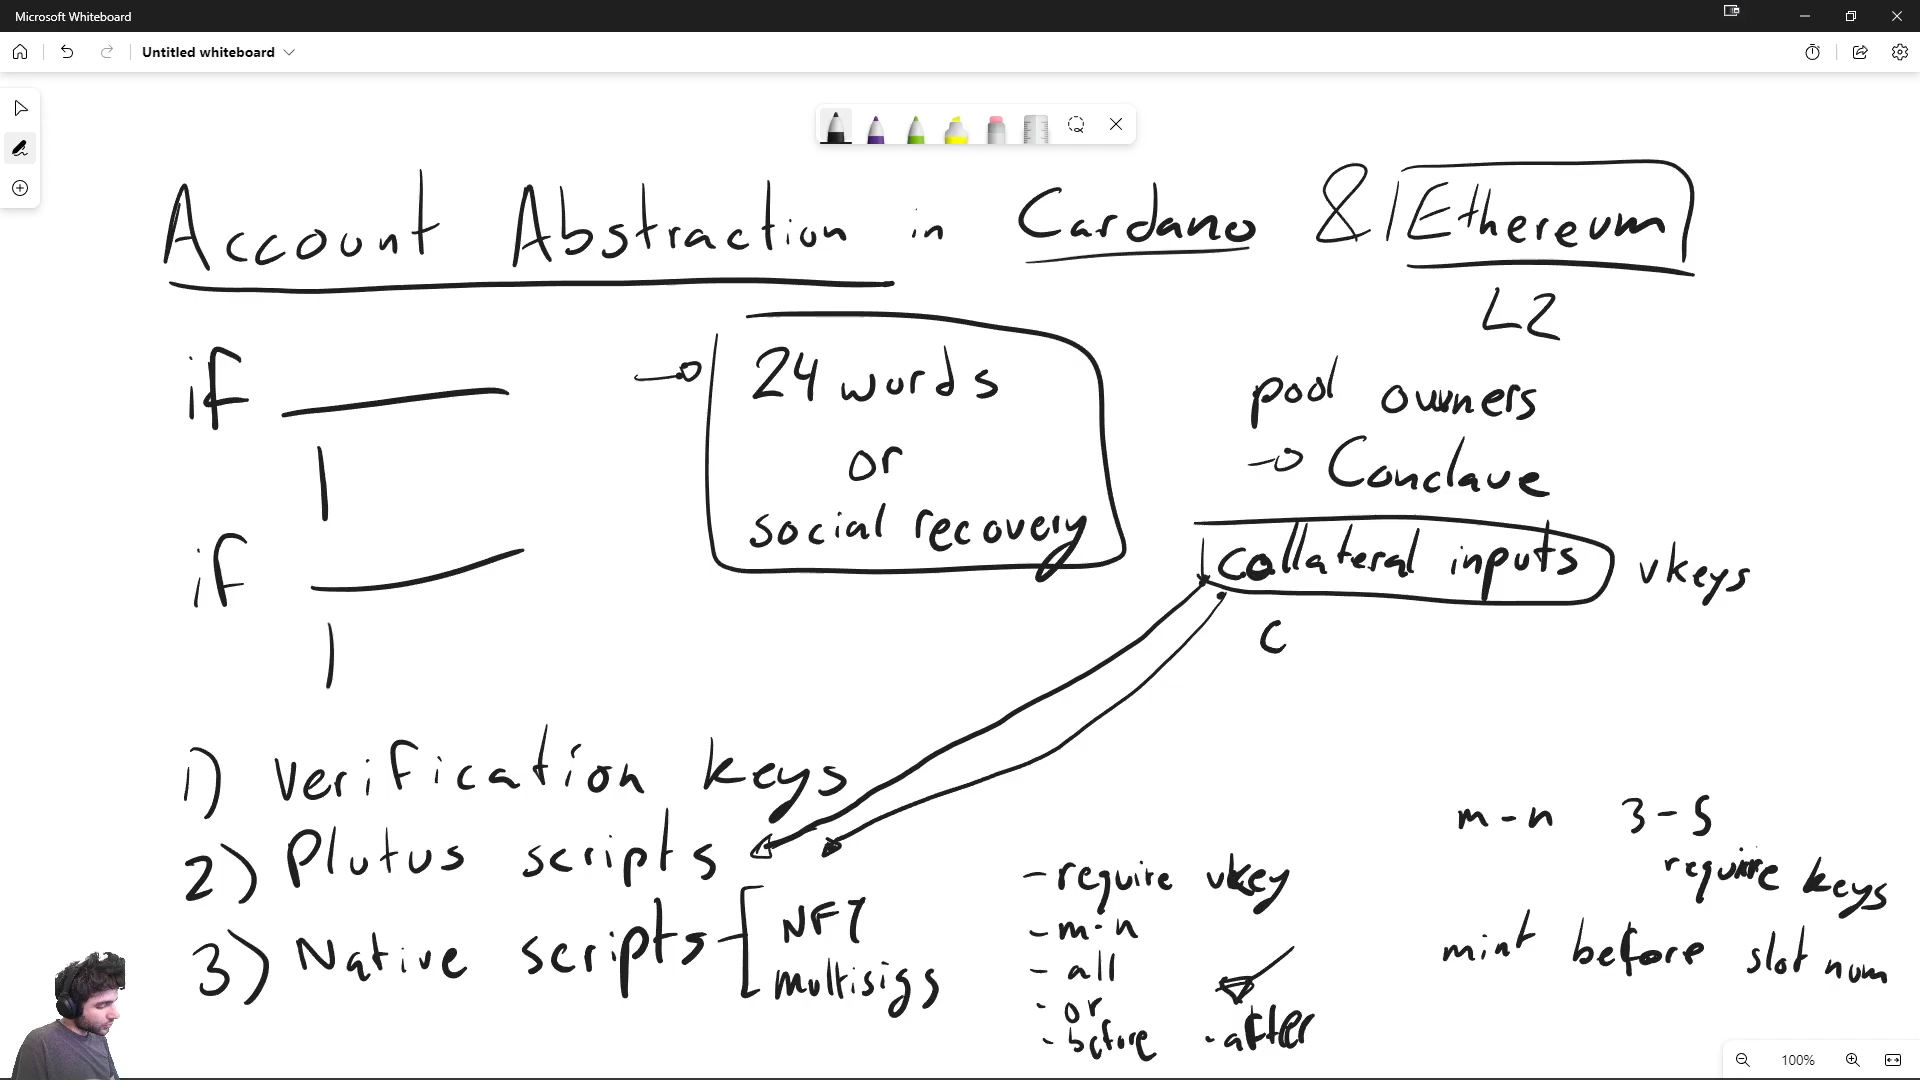 Microsoft Whiteboard
Untitled whiteboard
Account Abstraction in Cardano & Ethereum
L2
if
24 words
or
social recovery
if
pool owners
Conclave
collateral inputs vkeys
C
1) verification keys
2) Plutus scripts
3) Native scripts
NFT
multisigs
- require vkey
- m-n
- all
- or
- before
- after
m-n 3-5
require keys
mint before slot num
100%